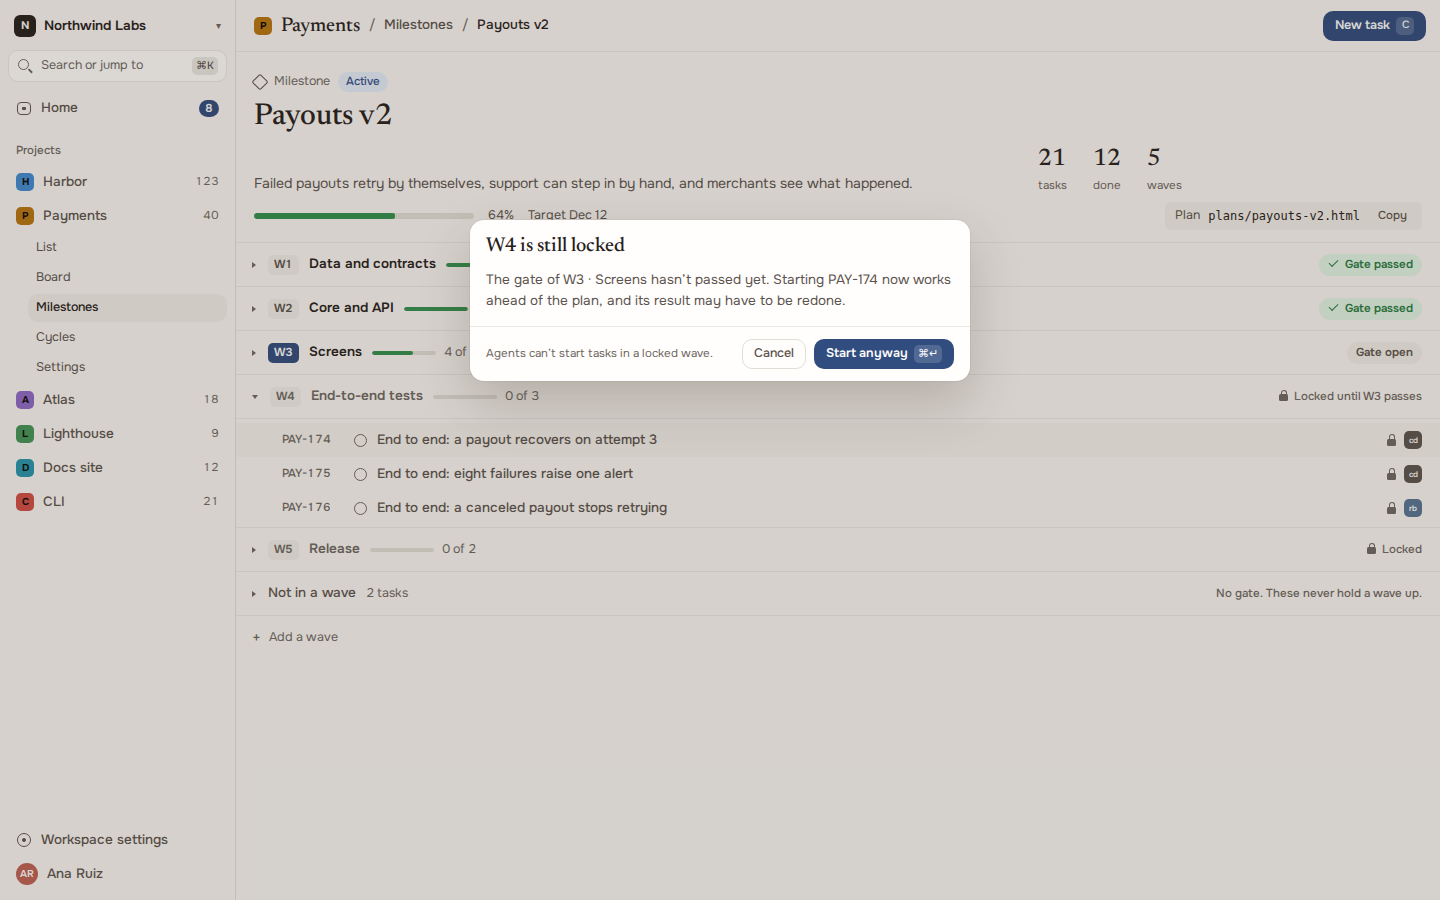 N Northwind Labs
Search or jump to ⌘K
Home 8
Projects
H Harbor 123
P Payments 40
List
Board
Milestones
Cycles
Settings
A Atlas 18
L Lighthouse 9
D Docs site 12
C CLI 21
Workspace settings
AR Ana Ruiz
P Payments / Milestones / Payouts v2
New task C
Milestone Active
Payouts v2
Failed payouts retry by themselves, support can step in by hand, and merchants see what happened.
21 12 5
tasks done waves
64% Target Dec 12
Plan plans/payouts-v2.html Copy
W1 Data and contracts Gate passed
W2 Core and API Gate passed
W3 Screens 4 of Gate open
W4 is still locked
The gate of W3 · Screens hasn't passed yet. Starting PAY-174 now works
ahead of the plan, and its result may have to be redone.
Agents can't start tasks in a locked wave. Cancel Start anyway ⌘↵
W4 End-to-end tests 0 of 3 Locked until W3 passes
PAY-174 End to end: a payout recovers on attempt 3 cd
PAY-175 End to end: eight failures raise one alert cd
PAY-176 End to end: a canceled payout stops retrying rb
W5 Release 0 of 2 Locked
Not in a wave 2 tasks No gate. These never hold a wave up.
+ Add a wave